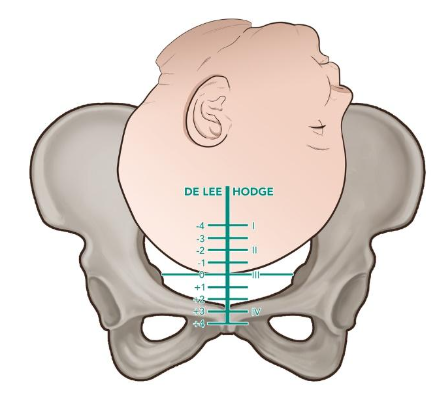 DE LEE HODGE
-4 I
-3
-2 II
-1
0 III
+1
+2
+3 IV
+4